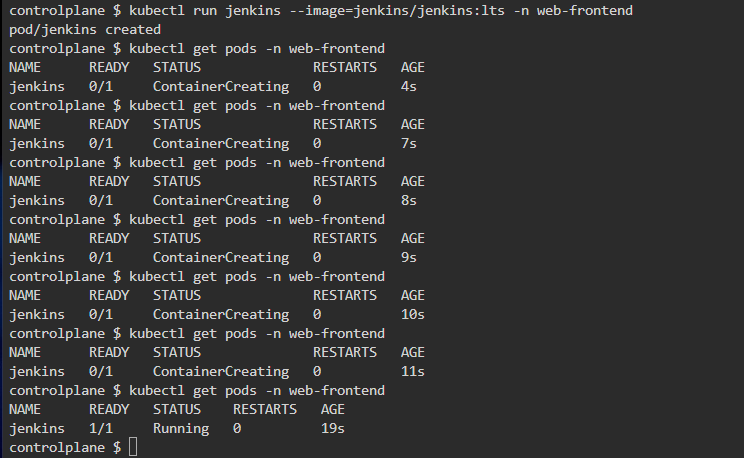 controlplane $ kubectl run jenkins --image=jenkins/jenkins:lts -n web-frontend
pod/jenkins created
controlplane $ kubectl get pods -n web-frontend
NAME      READY   STATUS              RESTARTS   AGE
jenkins   0/1     ContainerCreating   0          4s
controlplane $ kubectl get pods -n web-frontend
NAME      READY   STATUS              RESTARTS   AGE
jenkins   0/1     ContainerCreating   0          7s
controlplane $ kubectl get pods -n web-frontend
NAME      READY   STATUS              RESTARTS   AGE
jenkins   0/1     ContainerCreating   0          8s
controlplane $ kubectl get pods -n web-frontend
NAME      READY   STATUS              RESTARTS   AGE
jenkins   0/1     ContainerCreating   0          9s
controlplane $ kubectl get pods -n web-frontend
NAME      READY   STATUS              RESTARTS   AGE
jenkins   0/1     ContainerCreating   0          10s
controlplane $ kubectl get pods -n web-frontend
NAME      READY   STATUS              RESTARTS   AGE
jenkins   0/1     ContainerCreating   0          11s
controlplane $ kubectl get pods -n web-frontend
NAME      READY   STATUS    RESTARTS   AGE
jenkins   1/1     Running   0          19s
controlplane $